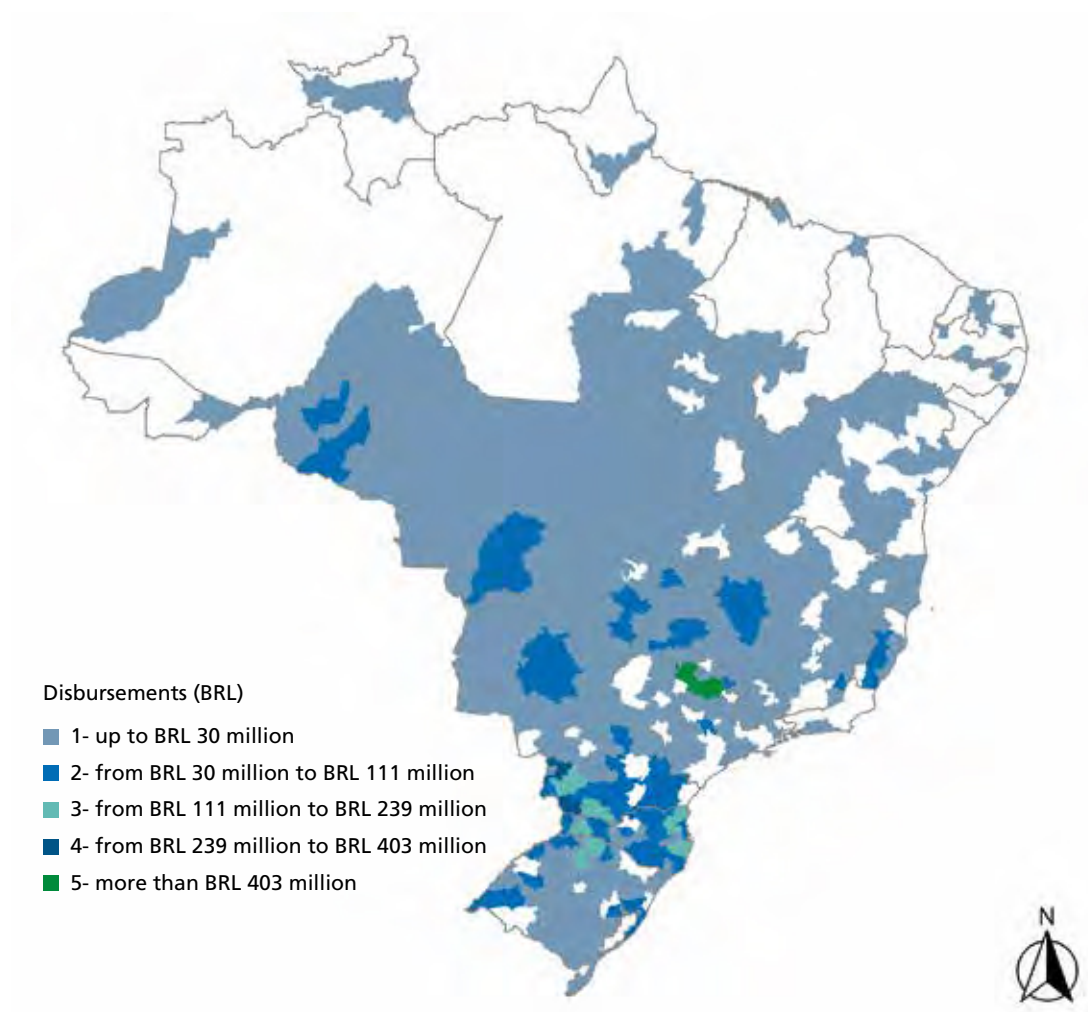 Disbursements (BRL)
1- up to BRL 30 million
2- from BRL 30 million to BRL 111 million
3- from BRL 111 million to BRL 239 million
4- from BRL 239 million to BRL 403 million
5- more than BRL 403 million
N